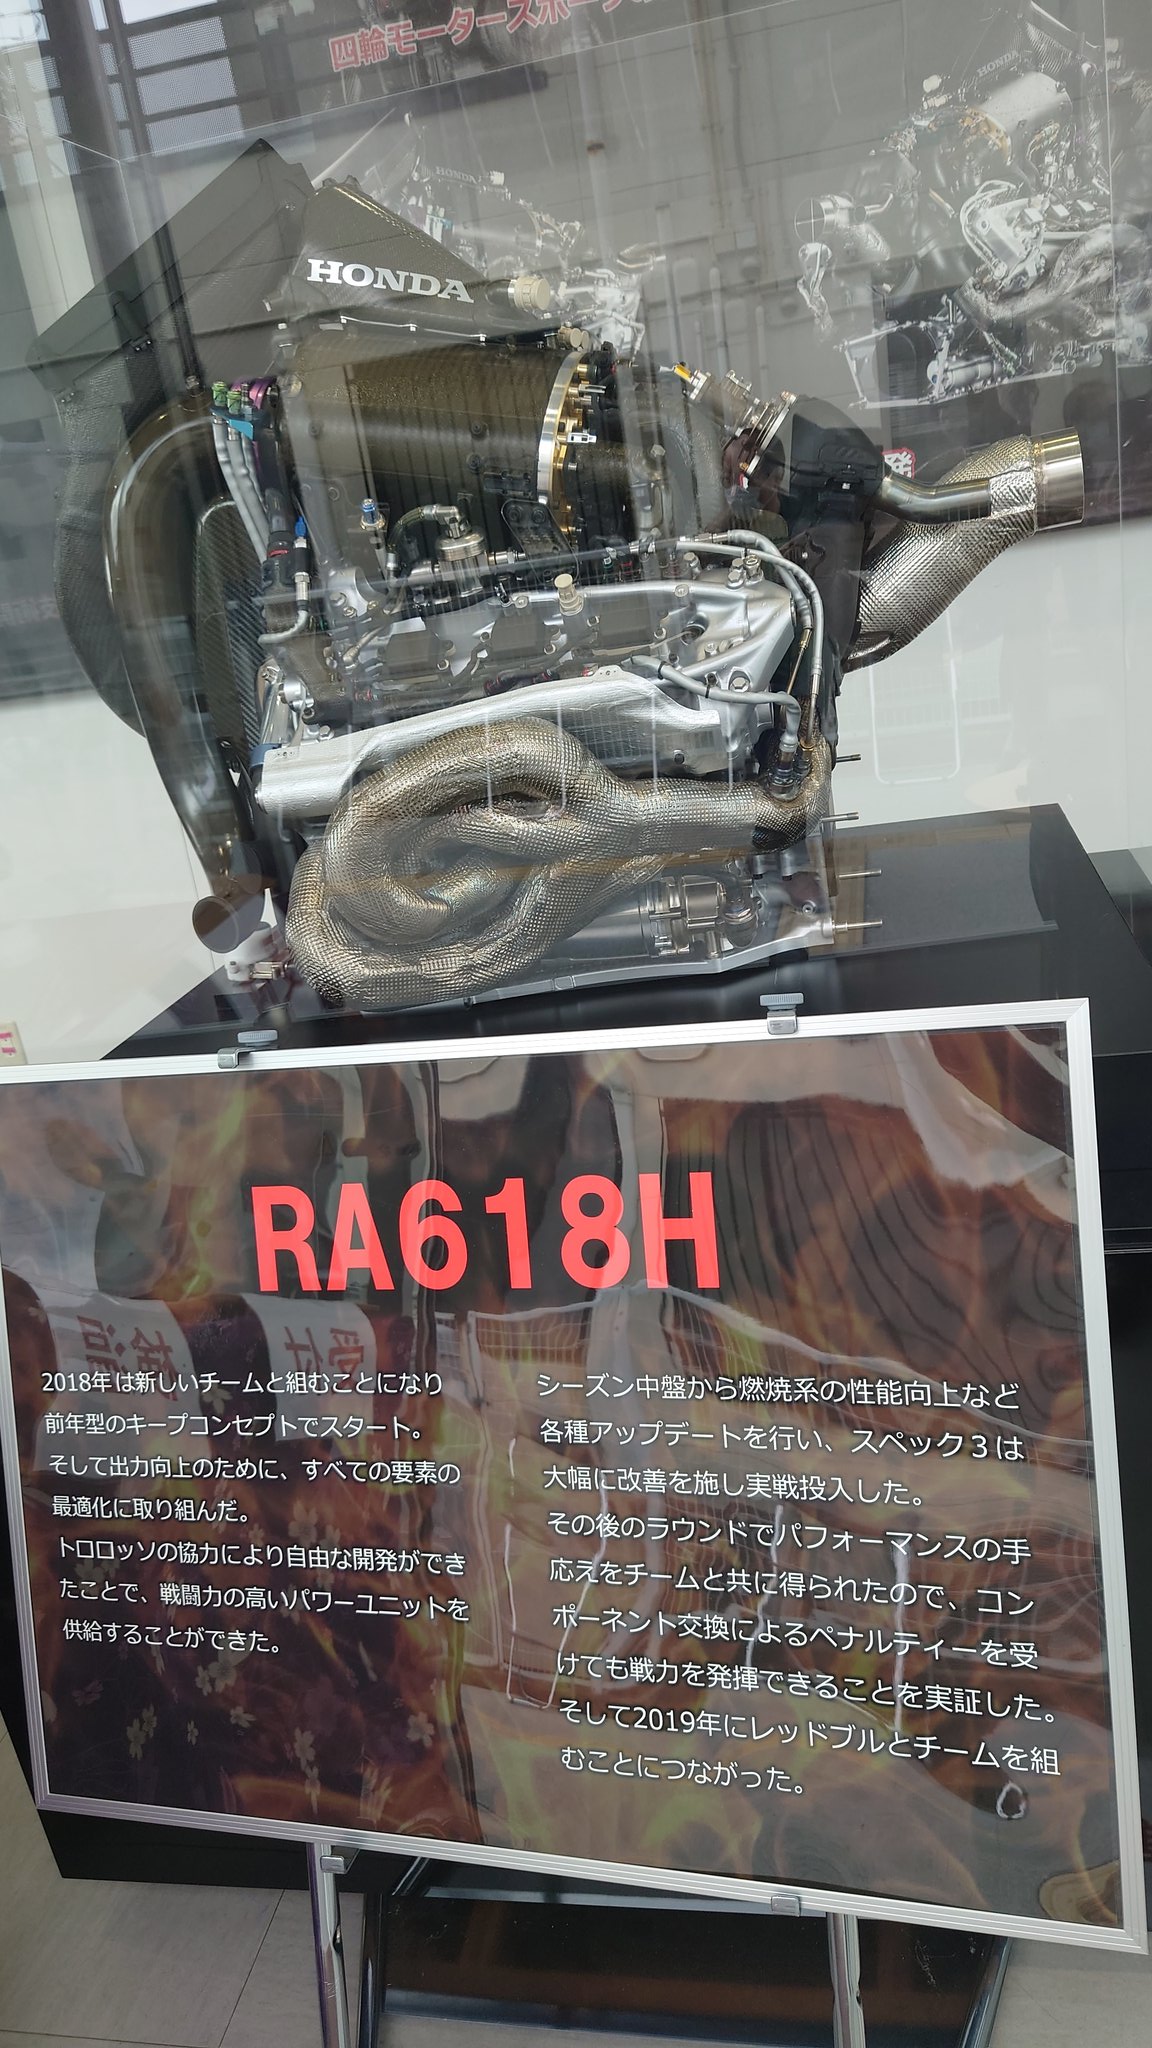 四輪モータースポーツ
HONDA
HONDA
HONDA
発
RA618H
2018年は新しいチームと組むことになり
前年型のキープコンセプトでスタート。
そして出力向上のために、すべての要素の
最適化に取り組んだ。
トロロッソの協力により自由な開発ができ
たことで、戦闘力の高いパワーユニットを
供給することができた。
シーズン中盤から燃焼系の性能向上など
各種アップデートを行い、スペック３は
大幅に改善を施し実戦投入した。
その後のラウンドでパフォーマンスの手
応えをチームと共に得られたので、コン
ポーネント交換によるペナルティーを受
けても戦力を発揮できることを実証した。
そして2019年にレッドブルとチームを組
むことにつながった。